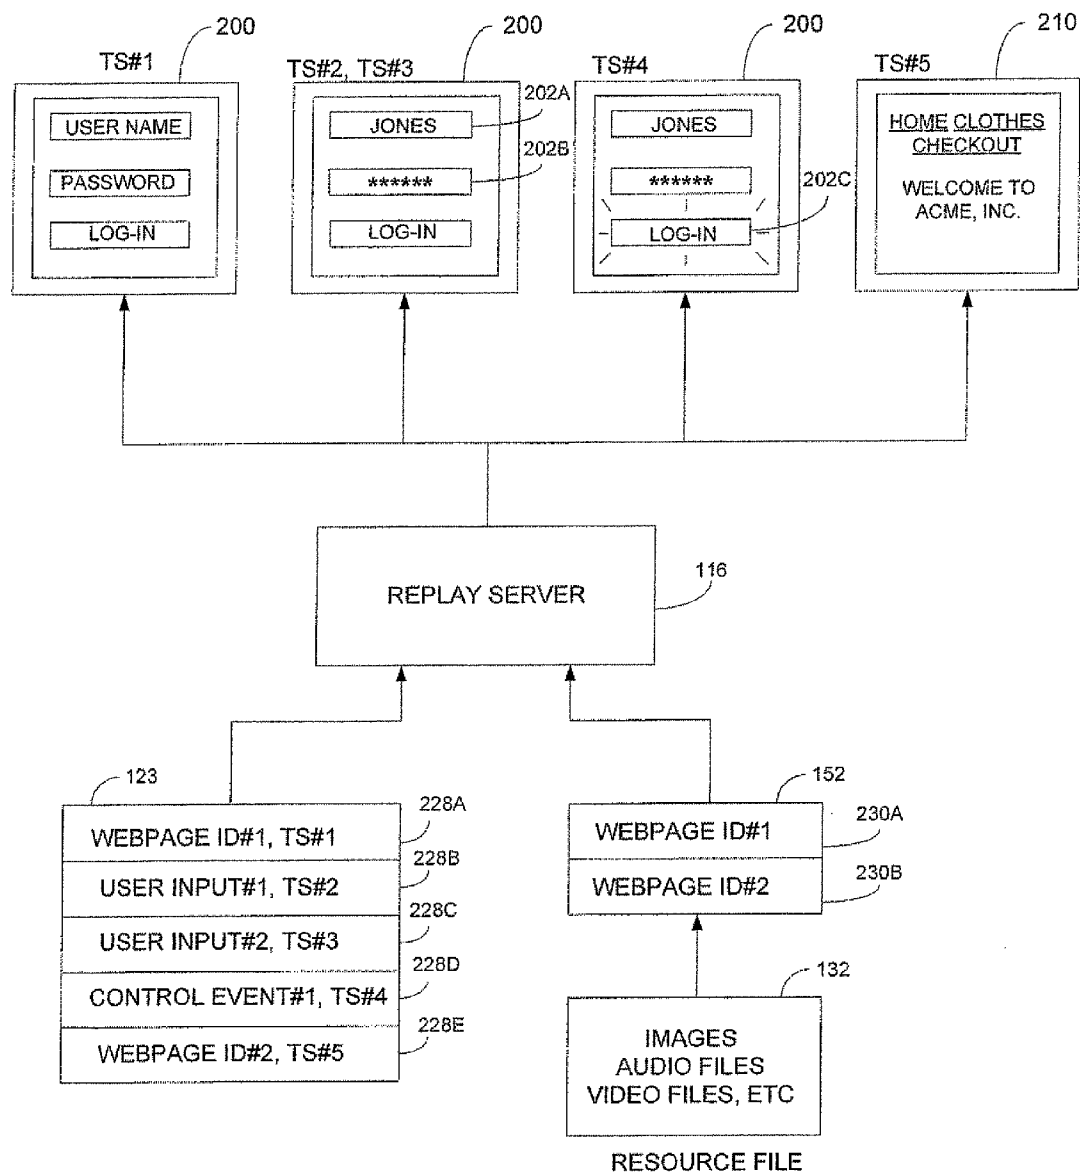 200
200
200
210
TS#1
TS#2, TS#3
TS#4
TS#5
USER NAME
PASSWORD
LOG-IN
JONES
******
LOG-IN
202A
202B
JONES
******
LOG-IN
202C
HOME CLOTHES
CHECKOUT
WELCOME TO
ACME, INC.
REPLAY SERVER
116
123
WEBPAGE ID#1, TS#1
228A
USER INPUT#1, TS#2
228B
USER INPUT#2, TS#3
228C
CONTROL EVENT#1, TS#4
228D
WEBPAGE ID#2, TS#5
228E
152
WEBPAGE ID#1
230A
WEBPAGE ID#2
230B
132
IMAGES
AUDIO FILES
VIDEO FILES, ETC
RESOURCE FILE